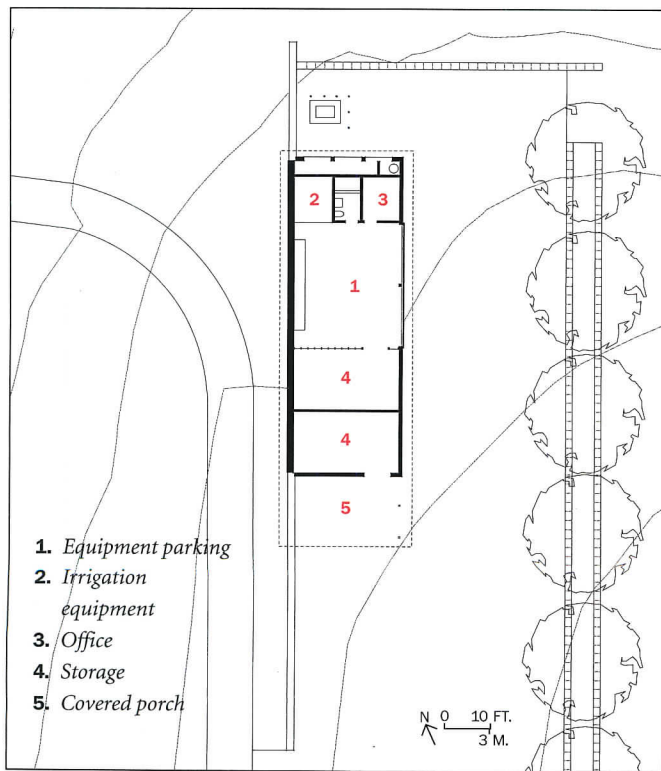 2
3
1
4
4
5
1. Equipment parking
2. Irrigation
equipment
3. Office
4. Storage
5. Covered porch
N 0 10 FT.
3 M.